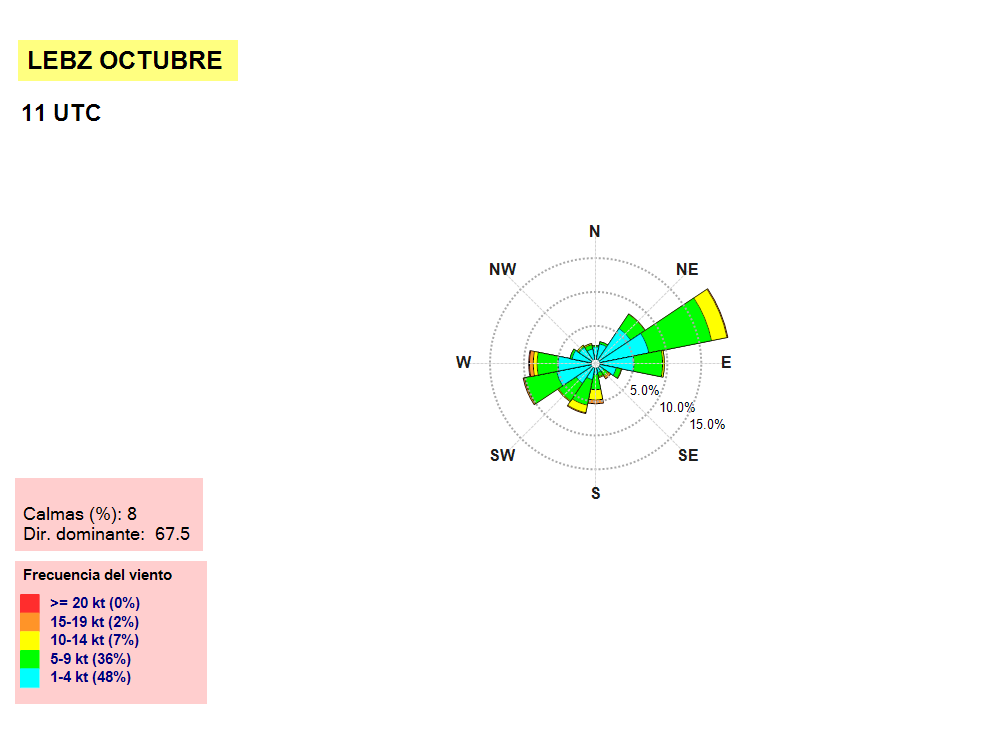 LEBZ OCTUBRE
11 UTC
N
NW
NE
W
E
5.0%
10.0%
15.0%
SW
SE
S
Calmas (%): 8
Dir. dominante: 67.5
Frecuencia del viento
>= 20 kt (0%)
15-19 kt (2%)
10-14 kt (7%)
5-9 kt (36%)
1-4 kt (48%)